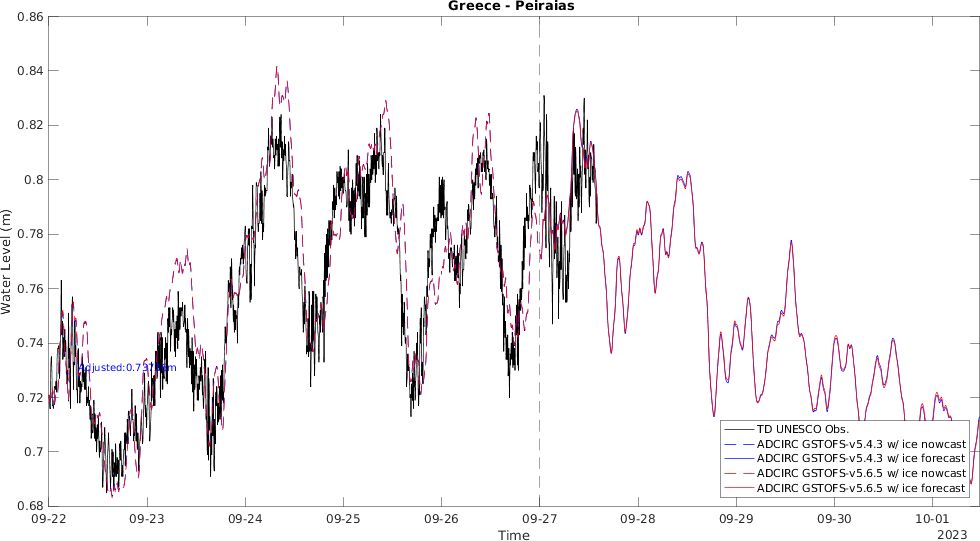 Greece - Peiraias
0.86
0.84
0.82
0.8
0.78
0.76
0.74
0.72
0.7
0.68
Water Level (m)
TD UNESCO Obs.
ADCIRC GSTOFS-v5.4.3 w/ ice nowcast
ADCIRC GSTOFS-v5.4.3 w/ ice forecast
ADCIRC GSTOFS-v5.6.5 w/ ice nowcast
ADCIRC GSTOFS-v5.6.5 w/ ice forecast
09-22 09-23 09-24 09-25 09-26 09-27 09-28 09-29 09-30 10-01
Time
2023